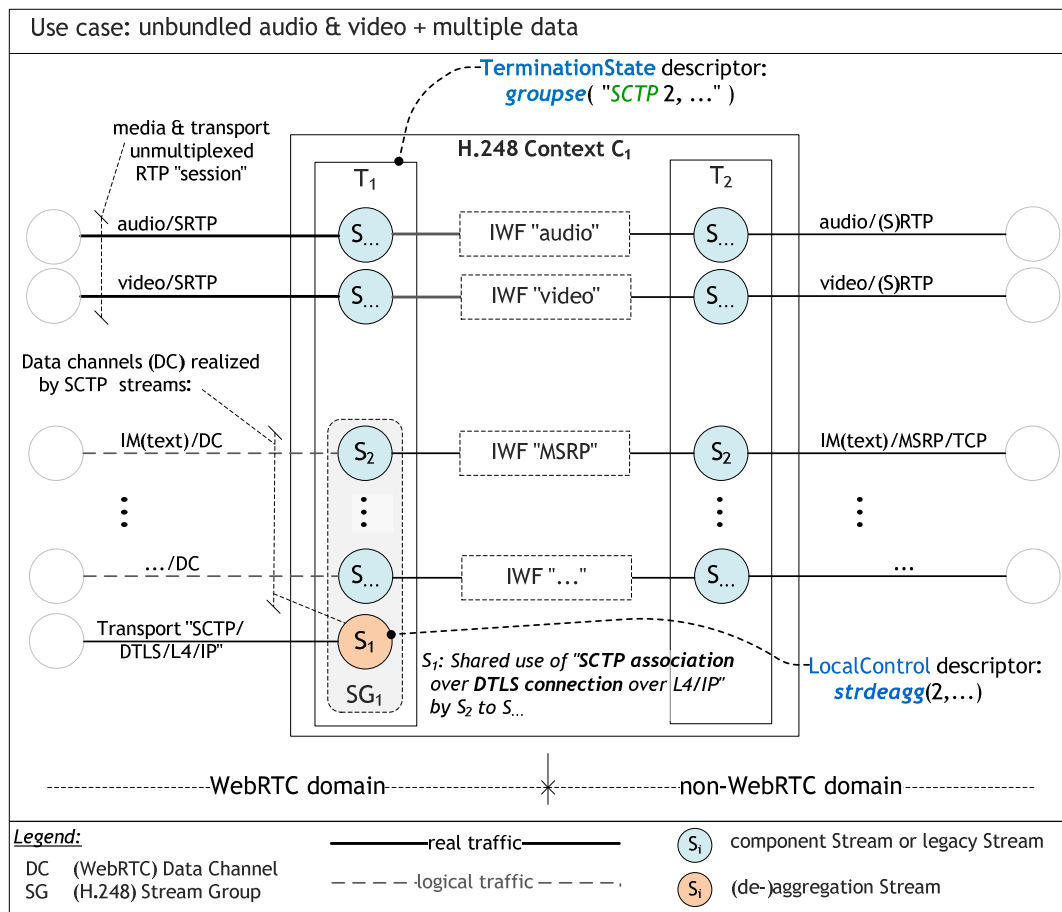 Use case: unbundled audio & video + multiple data
TerminationState descriptor:
groupse( "SCTP 2, ..." )
media & transport
unmultiplexed
RTP "session"
H.248 Context C1
T1
T2
audio/SRTP
S...
IWF "audio"
S...
audio/(S)RTP
video/SRTP
S...
IWF "video"
S...
video/(S)RTP
Data channels (DC) realized
by SCTP streams:
IM(text)/DC
S2
IWF "MSRP"
S2
IM(text)/MSRP/TCP
.../DC
S...
IWF "..."
S...
...
Transport "SCTP/
DTLS/L4/IP"
S1
SG1
S1: Shared use of "SCTP association
over DTLS connection over L4/IP"
by S2 to S...
LocalControl descriptor:
strdeagg(2,...)
WebRTC domain
non-WebRTC domain
Legend:
DC (WebRTC) Data Channel
SG (H.248) Stream Group
real traffic
logical traffic
Si component Stream or legacy Stream
Si (de-)aggregation Stream